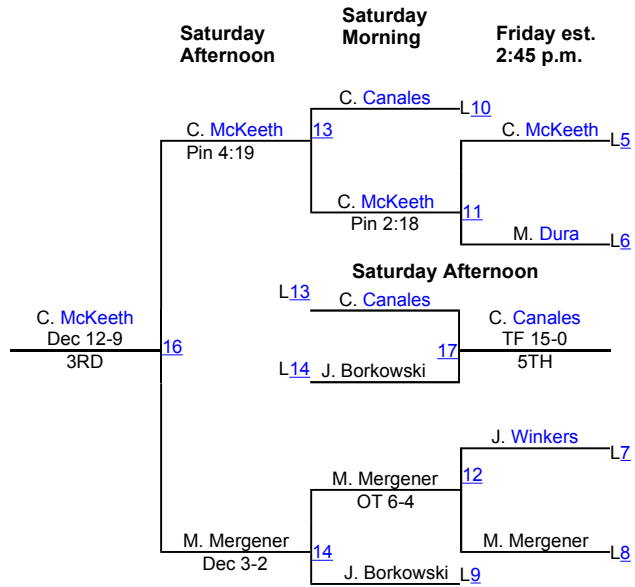 Saturday
Afternoon
Saturday
Morning
Friday est.
2:45 p.m.
C. Canales
L10
C. McKeeth
13
Pin 4:19
C. McKeeth
L5
C. McKeeth
11
Pin 2:18
M. Dura
L6
Saturday Afternoon
L13
C. Canales
C. McKeeth
Dec 12-9
3RD
16
17
C. Canales
TF 15-0
5TH
L14
J. Borkowski
J. Winkers
L7
M. Mergener
12
OT 6-4
M. Mergener
14
Dec 3-2
M. Mergener
L8
J. Borkowski
L9